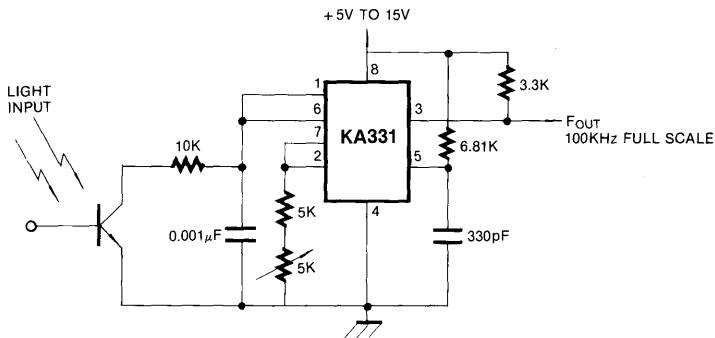 +5V TO 15V
LIGHT
INPUT
1
8
6
7
2
KA331
3
5
4
3.3K
FOUT
100KHz FULL SCALE
6.81K
10K
5K
0.001μF
5K
330pF